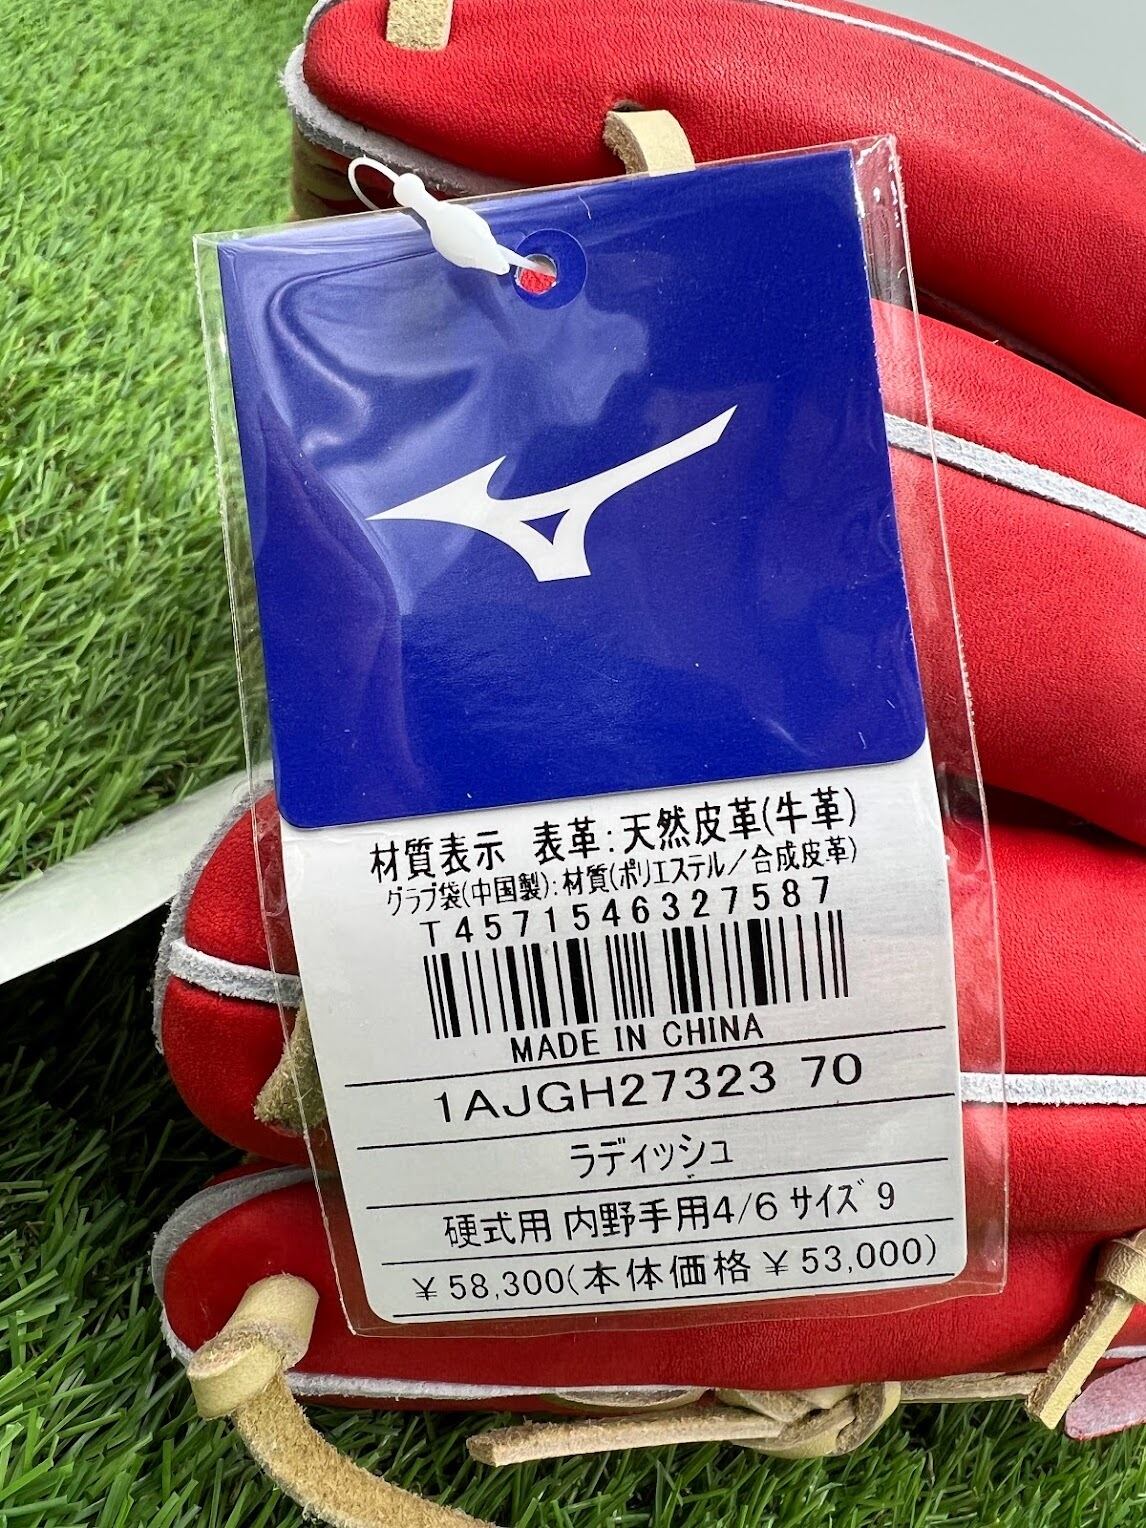 材質表示 表革:天然皮革(牛革)
グラブ袋(中国製):材質(ポリエステル/合成皮革)
T4571546327587
MADE IN CHINA
1AJGH27323 70
ラディッシュ
硬式用 内野手用4/6 サイズ 9
¥58,300(本体価格¥53,000)